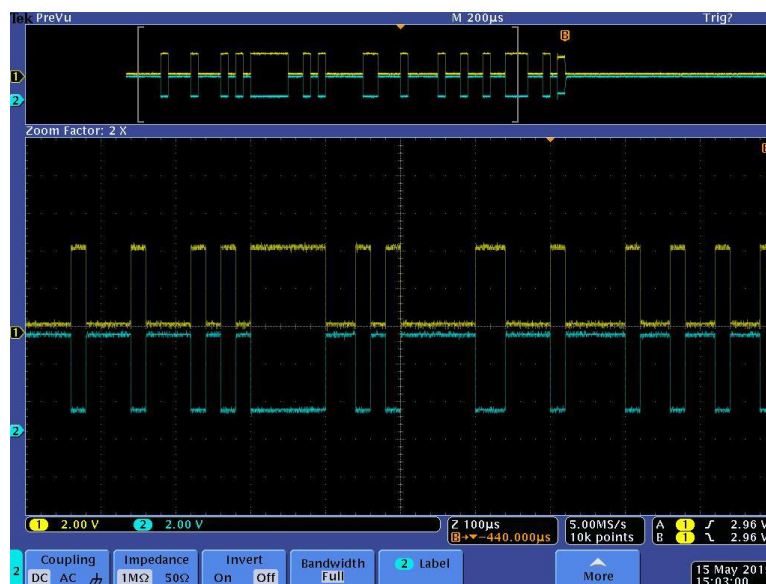 Tek PreVu M 200µs Trig?
B
1
2
Zoom Factor: 2 X
1
2
1 2.00 V 2 2.00 V Z 100µs 5.00MS/s A 1 2.96 V
B -440.000µs 10k points B 1 2.96 V
2 Coupling Impedance Invert Bandwidth 2 Label More
DC AC 1MΩ 50Ω On Off Full
15 May 201
15:03:00